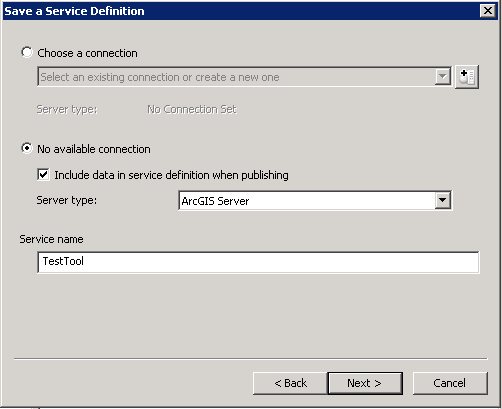 Save a Service Definition
Choose a connection
Select an existing connection or create a new one
Server type: No Connection Set
No available connection
Include data in service definition when publishing
Server type: ArcGIS Server
Service name
TestTool
< Back Next > Cancel